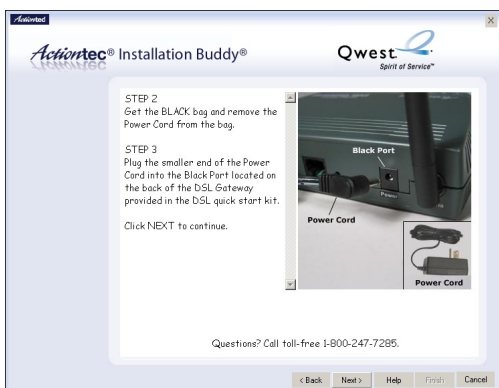 Actiontec
Actiontec® Installation Buddy®
Qwest
Spirit of Service™
STEP 2
Get the BLACK bag and remove the
Power Cord from the bag.
STEP 3
Plug the smaller end of the Power
Cord into the Black Port located on
the back of the DSL Gateway
provided in the DSL quick start kit.
Click NEXT to continue.
Black Port
Power
Power Cord
Power Cord
Questions? Call toll-free 1-800-247-7285.
< Back Next > Help Finish Cancel